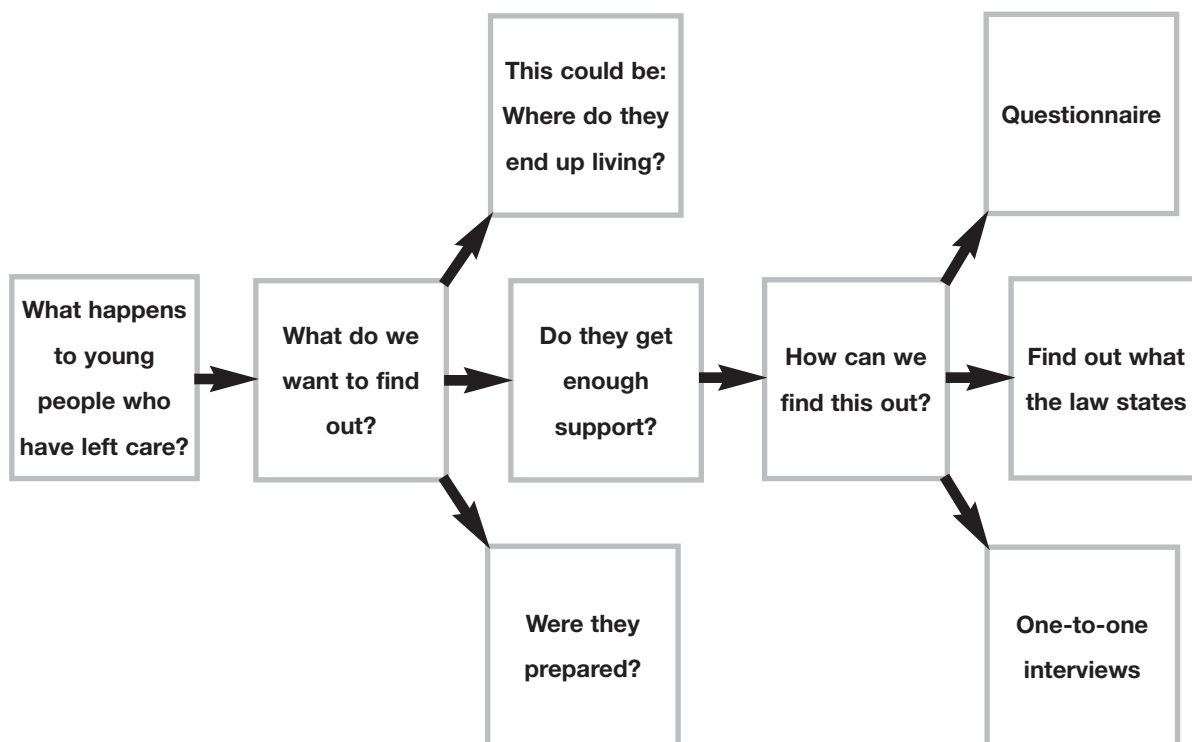 What happens
to young
people who
have left care?
What do we
want to find
out?
This could be:
Where do they
end up living?
Do they get
enough
support?
Were they
prepared?
How can we
find this out?
Questionnaire
Find out what
the law states
One-to-one
interviews